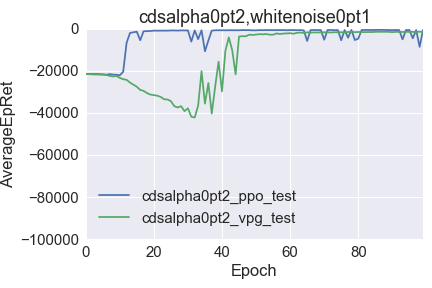 cdsalpha0pt2,whitenoise0pt1
AverageEpRet
0
−20000
−40000
−60000
−80000
−100000
cdsalpha0pt2_ppo_test
cdsalpha0pt2_vpg_test
0 20 40 60 80
Epoch